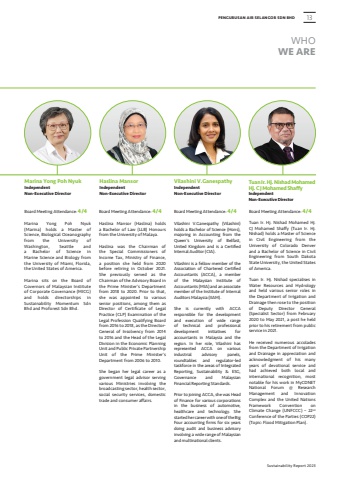 PENGURUSAN AIR SELANGOR SDN BHD 13
WHO
WE ARE
Marina Yong Poh Nyuk
Independent
Non-Executive Director
Board Meeting Attendance: 4/4
Marina Yong Poh Nyuk
(Marina) holds a Master of
Science, Biological Oceanography
from the University of
Washington, Seattle and
a Bachelor of Science in
Marine Science and Biology from
the University of Miami, Florida,
the United States of America.
Marina sits on the Board of
Governors of Malaysian Institute
of Corporate Governance (MICG)
and holds directorships in
Sustainability Momentum Sdn
Bhd and Proforest Sdn Bhd.
Hadina Mansor
Independent
Non-Executive Director
Board Meeting Attendance: 4/4
Hadina Mansor (Hadina) holds
a Bachelor of Law (LLB) Honours
from the University of Malaya.
Hadina was the Chairman of
the Special Commissioners of
Income Tax, Ministry of Finance,
a position she held from 2020
before retiring in October 2021.
She previously served as the
Chairman of the Advisory Board in
the Prime Minister's Department
from 2018 to 2020. Prior to that,
she was appointed to various
senior positions, among them as
Director of Certificate of Legal
Practice (CLP) Examination of the
Legal Profession Qualifying Board
from 2016 to 2018, as the Director-
General of Insolvency from 2014
to 2016 and the Head of the Legal
Division in the Economic Planning
Unit and Public Private Partnership
Unit of the Prime Minister's
Department from 2006 to 2010.
She began her legal career as a
government legal advisor serving
various Ministries involving the
broadcasting sector, health sector,
social security services, domestic
trade and consumer affairs.
Vilashini V. Ganespathy
Independent
Non-Executive Director
Board Meeting Attendance: 4/4
Vilashini V.Ganespathy (Vilashini)
holds a Bachelor of Science (Hons),
majoring in Accounting from the
Queen's University of Belfast,
United Kingdom and is a Certified
Internal Auditor (CIA).
Vilashini is a Fellow member of the
Association of Chartered Certified
Accountants (ACCA), a member
of the Malaysian Institute of
Accountants (MIA) and an associate
member of the Institute of Internal
Auditors Malaysia (IIAM).
She is currently with ACCA
responsible for the development
and execution of wide range
of technical and professional
development initiatives for
accountants in Malaysia and the
region. In her role, Vilashini has
represented ACCA on various
industrial advisory panels,
roundtables and regulator-led
taskforce in the areas of Integrated
Reporting, Sustainability & ESG,
Governance and Malaysian
Financial Reporting Standards.
Prior to joining ACCA, she was Head
of Finance for various corporations
in the business of automotive,
healthcare and technology. She
started her career with one of the Big
Four accounting firms for six years
doing audit and business advisory
involving a wide range of Malaysian
and multinational clients.
Tuan Ir. Hj. Nishad Mohamed
Hj. Cj Mohamed Shaffy
Independent
Non-Executive Director
Board Meeting Attendance: 4/4
Tuan Ir. Hj. Nishad Mohamed Hj.
Cj Mohamed Shaffy (Tuan Ir. Hj.
Nishad) holds a Master of Science
in Civil Engineering from the
University of Colorado Denver
and a Bachelor of Science in Civil
Engineering from South Dakota
State University, the United States
of America.
Tuan Ir. Hj. Nishad specialises in
Water Resources and Hydrology
and held various senior roles in
the Department of Irrigation and
Drainage then rose to the position
of Deputy Director General
(Specialist Sector) from February
2020 to May 2021, a post he held
prior to his retirement from public
service in 2021.
He received numerous accolades
from the Department of Irrigation
and Drainage in appreciation and
acknowledgment of his many
years of devotional service and
had achieved both local and
international recognition, most
notable for his work in MyCDNET
National Forum @ Research
Management and Innovation
Complex and the United Nations
Framework Convention on
Climate Change (UNFCCC) – 22nd
Conference of the Parties (COP22)
(Topic: Flood Mitigation Plan).
Sustainability Report 2023